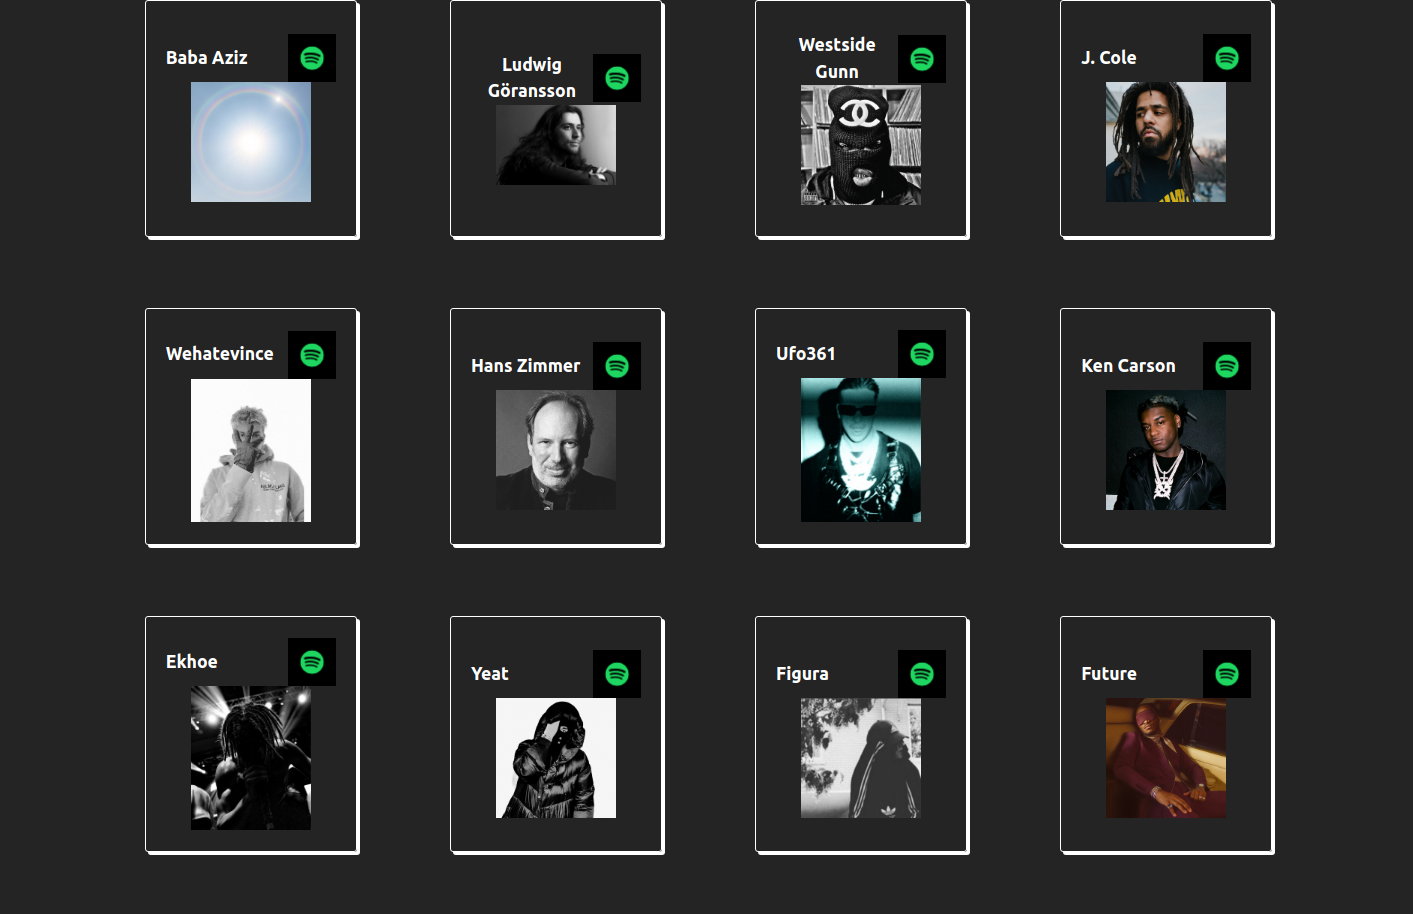 Baba Aziz
Ludwig
Göransson
Westside
Gunn
J. Cole
Wehatevince
Hans Zimmer
Ufo361
Ken Carson
Ekhoe
Yeat
Figura
Future